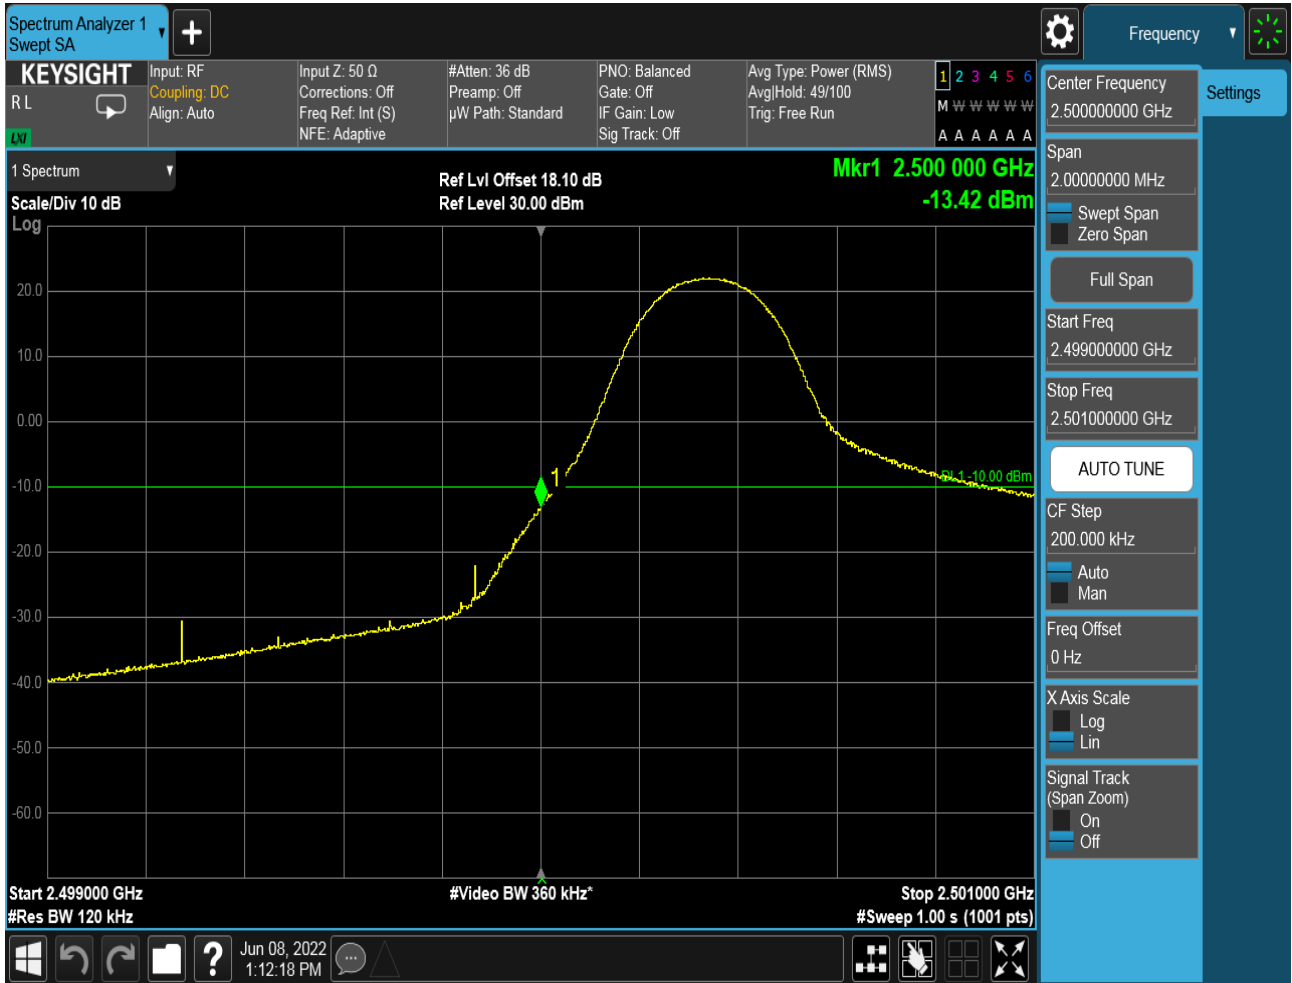 Spectrum Analyzer 1
Swept SA
Frequency
KEYSIGHT
R L
LXI
Input: RF
Coupling: DC
Align: Auto
Input Z: 50 Ω
Corrections: Off
Freq Ref: Int (S)
NFE: Adaptive
#Atten: 36 dB
Preamp: Off
µW Path: Standard
PNO: Balanced
Gate: Off
IF Gain: Low
Sig Track: Off
Avg Type: Power (RMS)
Avg|Hold: 49/100
Trig: Free Run
1 2 3 4 5 6
M W W W W W
A A A A A A
1 Spectrum
Scale/Div 10 dB
Log
Ref Lvl Offset 18.10 dB
Ref Level 30.00 dBm
Mkr1 2.500 000 GHz
-13.42 dBm
20.0
10.0
0.00
-10.0
-20.0
-30.0
-40.0
-50.0
-60.0
1
DL1 -10.00 dBm
Start 2.499000 GHz
#Res BW 120 kHz
#Video BW 360 kHz*
Stop 2.501000 GHz
#Sweep 1.00 s (1001 pts)
Jun 08, 2022
1:12:18 PM
Center Frequency
2.500000000 GHz
Span
2.00000000 MHz
Swept Span
Zero Span
Full Span
Start Freq
2.499000000 GHz
Stop Freq
2.501000000 GHz
AUTO TUNE
CF Step
200.000 kHz
Auto
Man
Freq Offset
0 Hz
X Axis Scale
Log
Lin
Signal Track
(Span Zoom)
On
Off
Settings